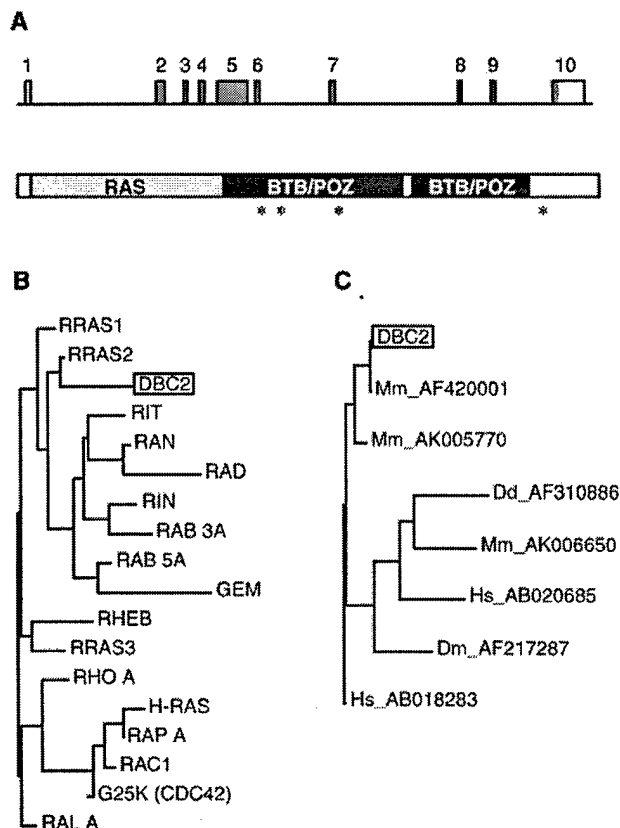 A
1 2 3 4 5 6 7 8 9 10
RAS BTB/POZ BTB/POZ
* * * *
B
RRAS1
RRAS2
DBC2
RIT
RAN
RAD
RIN
RAB 3A
RAB 5A
GEM
RHEB
RRAS3
RHO A
H-RAS
RAP A
RAC1
G25K (CDC42)
RAL A
C
DBC2
Mm_AF420001
Mm_AK005770
Dd_AF310886
Mm_AK006650
Hs_AB020685
Dm_AF217287
Hs_AB018283